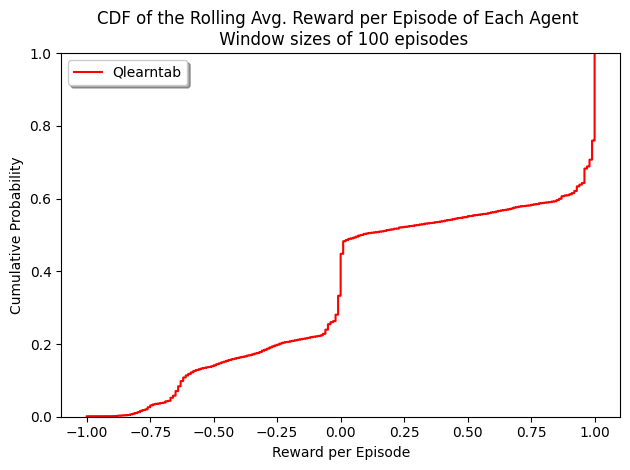 CDF of the Rolling Avg. Reward per Episode of Each Agent
Window sizes of 100 episodes
Qlearntab
1.0
0.8
0.6
0.4
0.2
0.0
Cumulative Probability
−1.00 −0.75 −0.50 −0.25 0.00 0.25 0.50 0.75 1.00
Reward per Episode